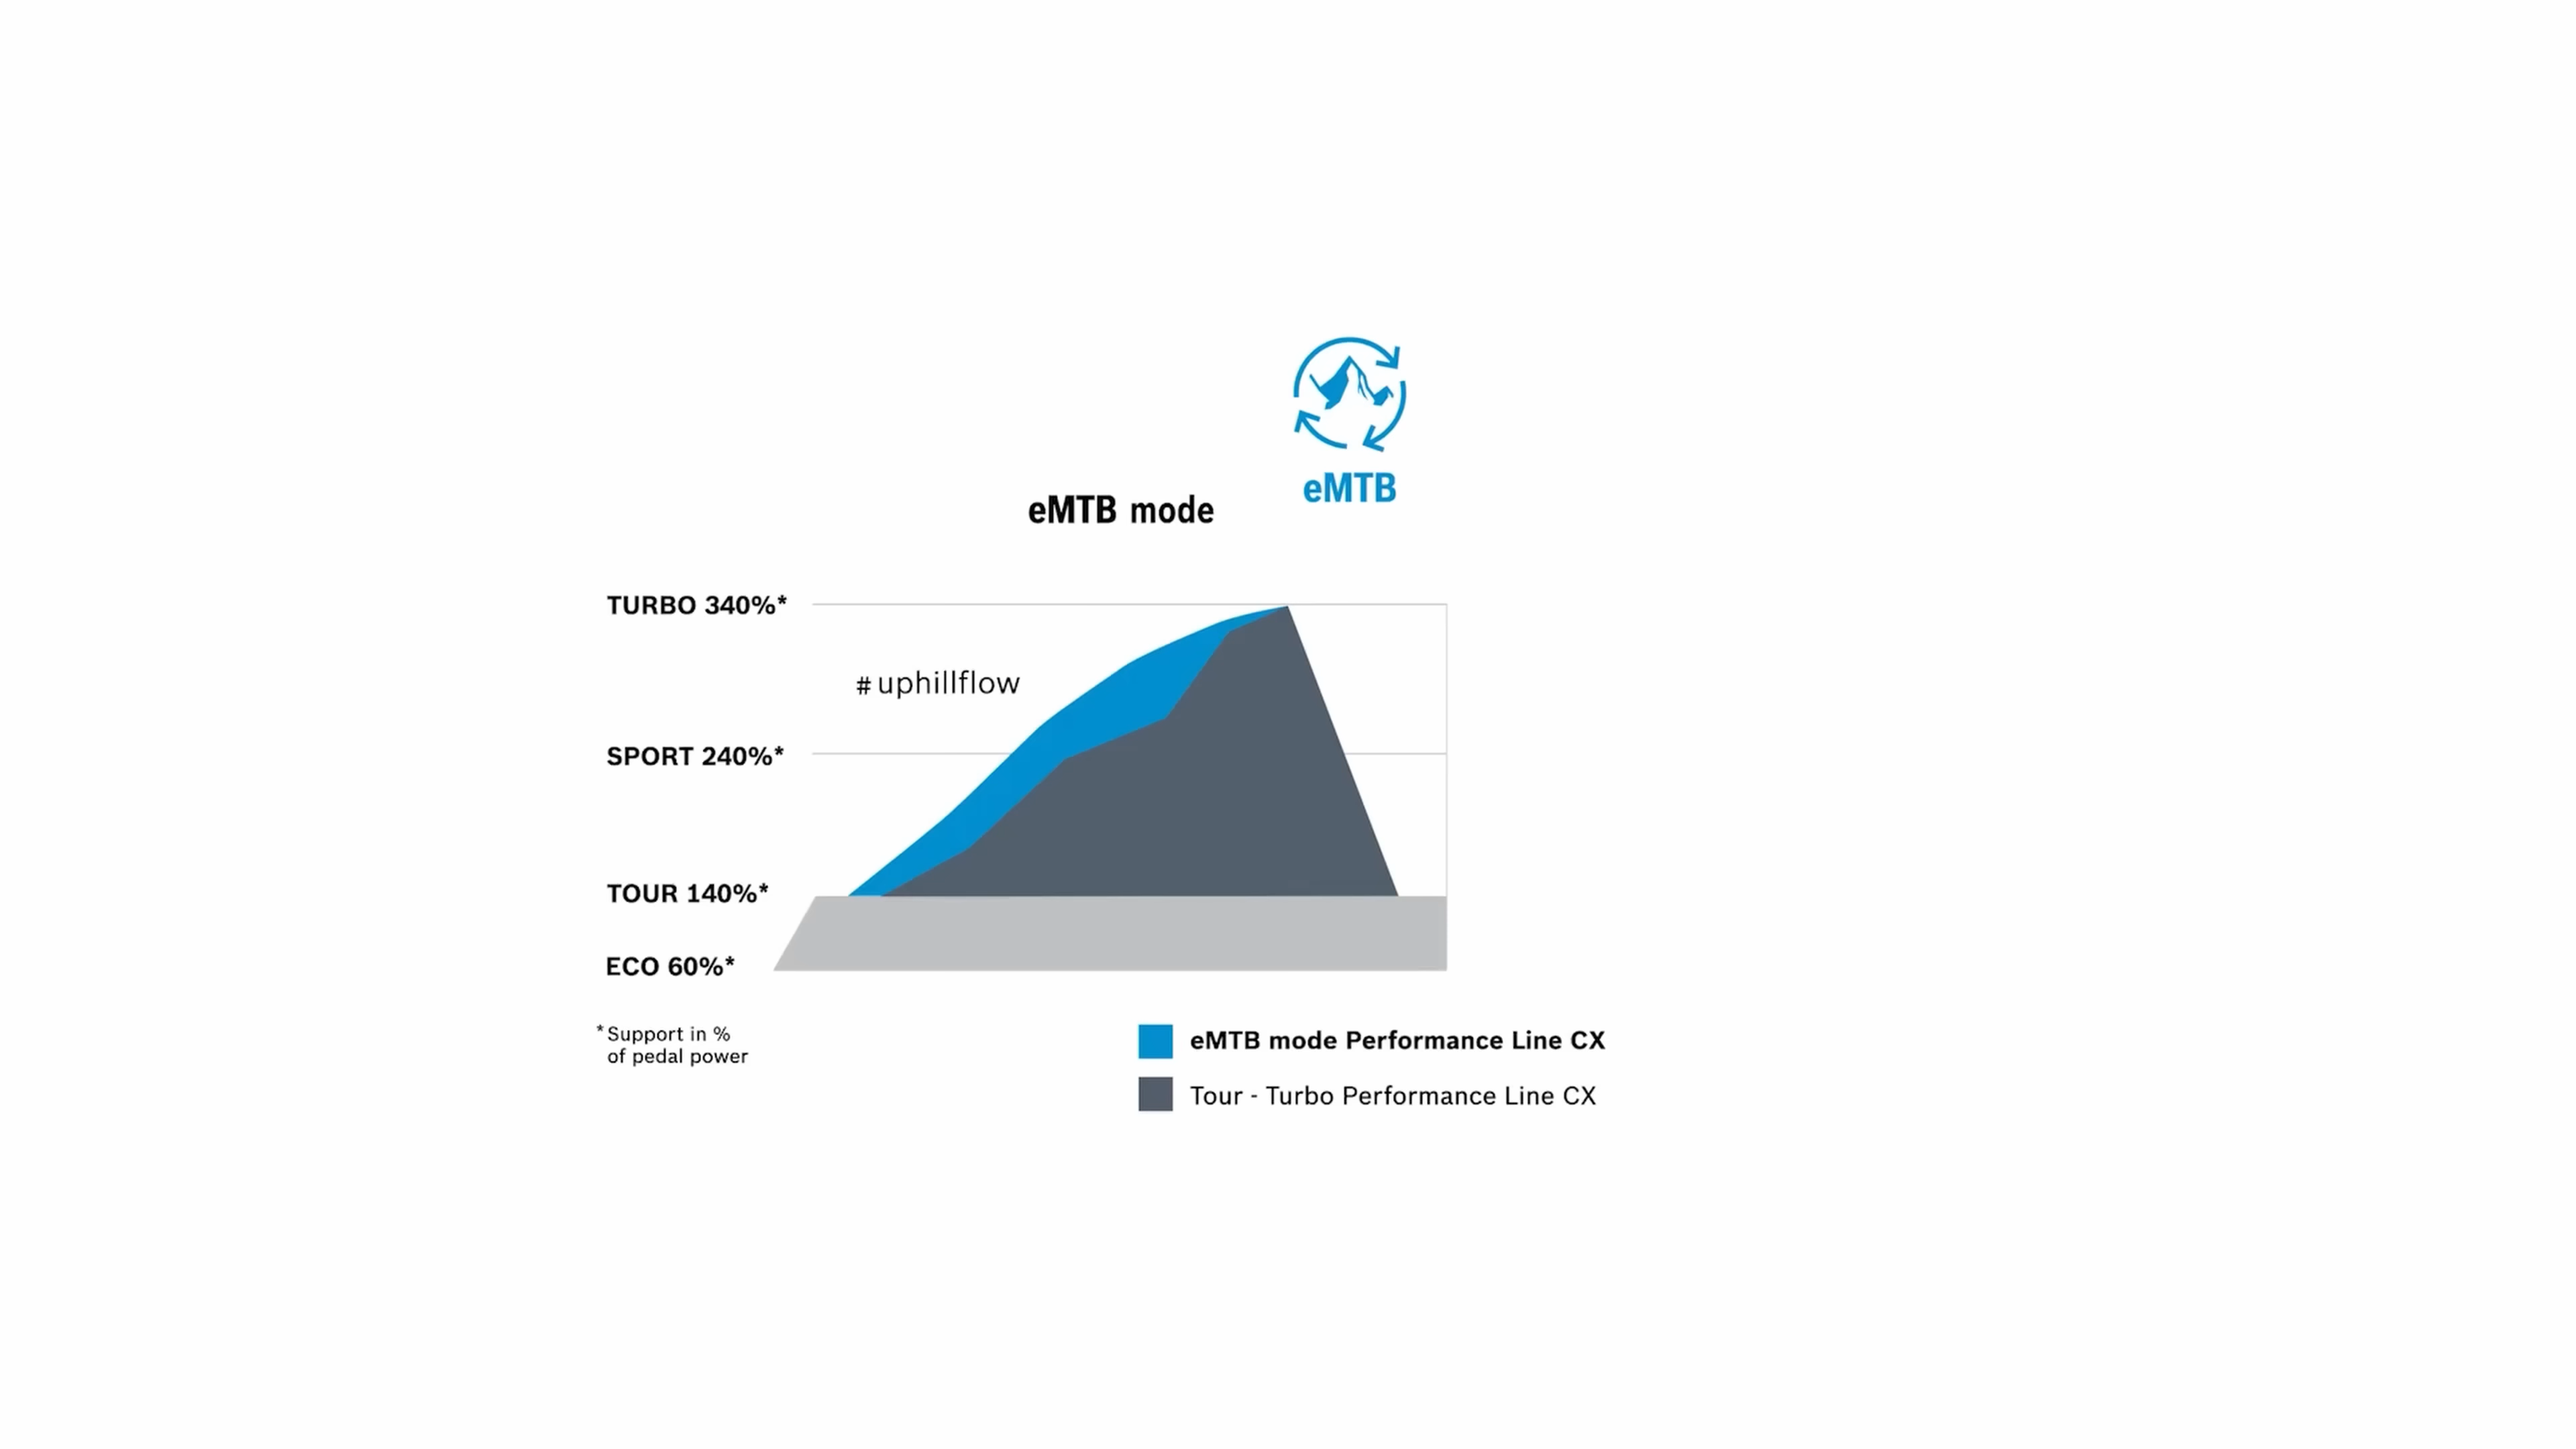 eMTB
eMTB mode
TURBO 340%*
#uphillflow
SPORT 240%*
TOUR 140%*
ECO 60%*
*Support in %
of pedal power
eMTB mode Performance Line CX
Tour - Turbo Performance Line CX